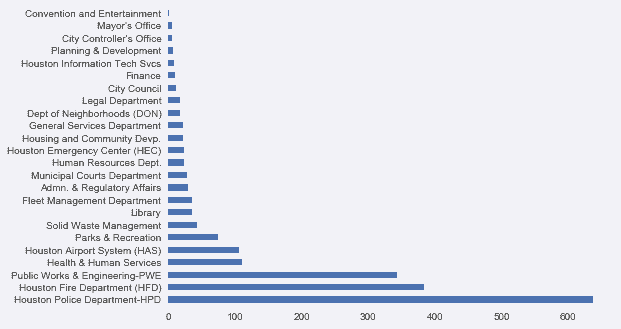 Convention and Entertainment
Mayor's Office
City Controller's Office
Planning & Development
Houston Information Tech Svcs
Finance
City Council
Legal Department
Dept of Neighborhoods (DON)
General Services Department
Housing and Community Devp.
Houston Emergency Center (HEC)
Human Resources Dept.
Municipal Courts Department
Admn. & Regulatory Affairs
Fleet Management Department
Library
Solid Waste Management
Parks & Recreation
Houston Airport System (HAS)
Health & Human Services
Public Works & Engineering-PWE
Houston Fire Department (HFD)
Houston Police Department-HPD
0 100 200 300 400 500 600